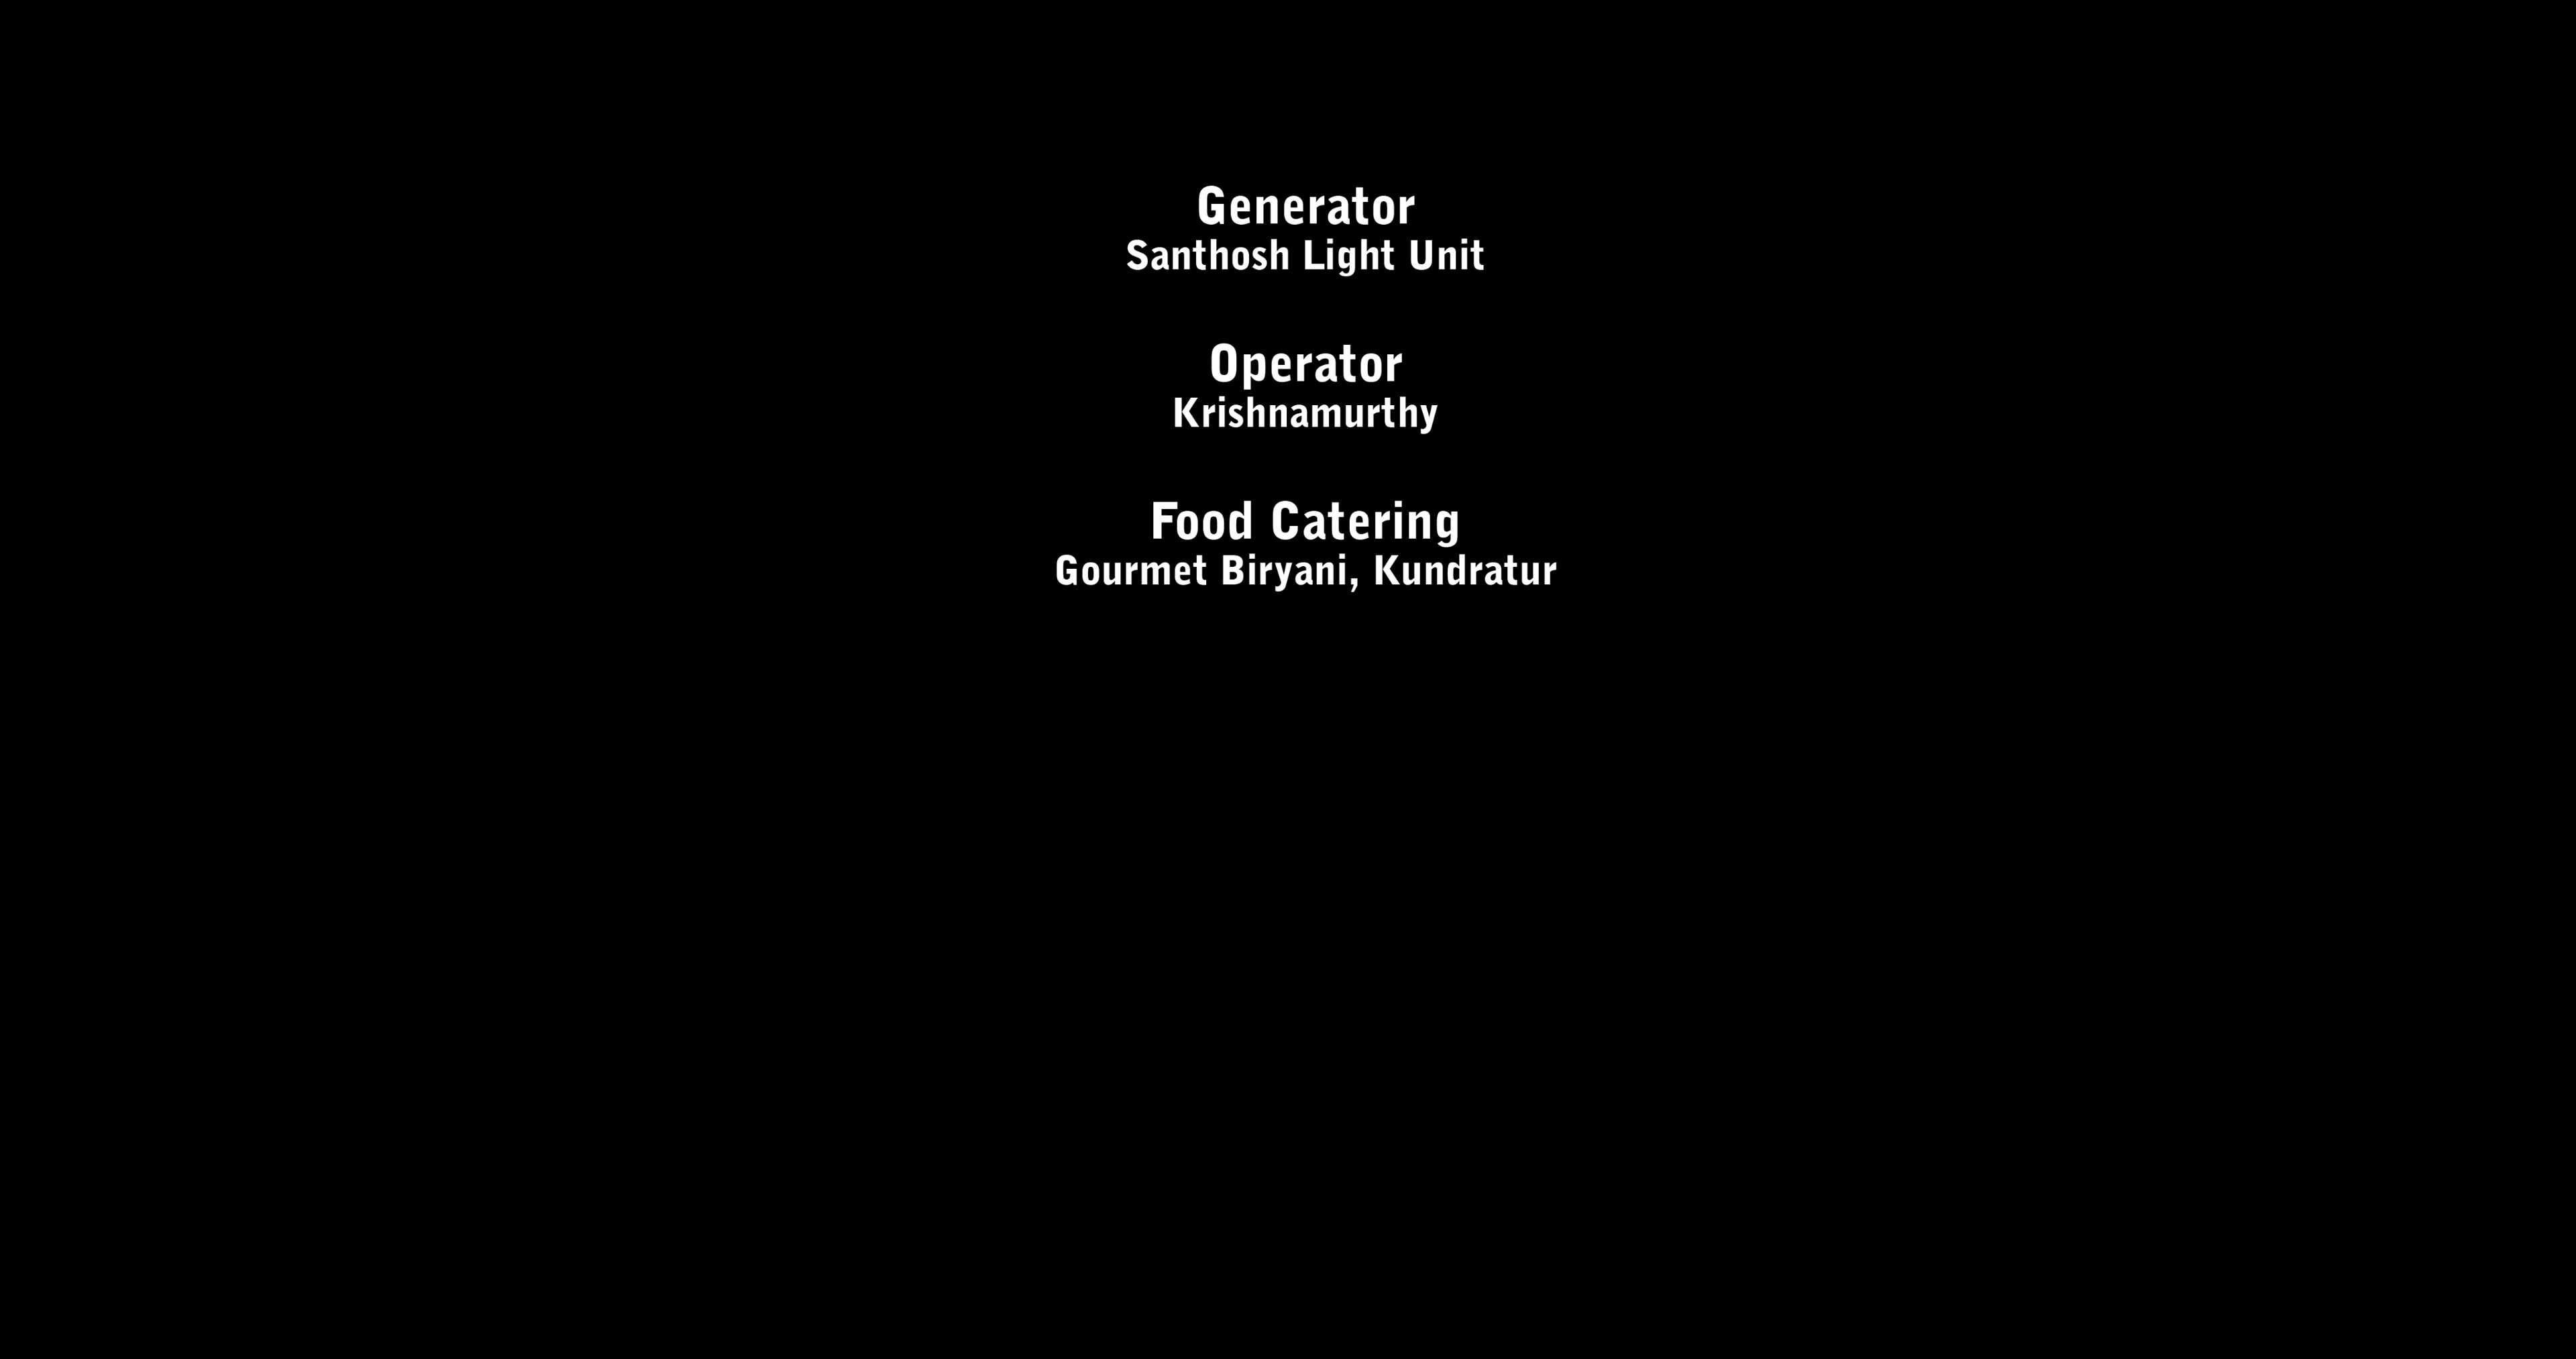 Generator
Santhosh Light Unit
Operator
Krishnamurthy
Food Catering
Gourmet Biryani, Kundratur